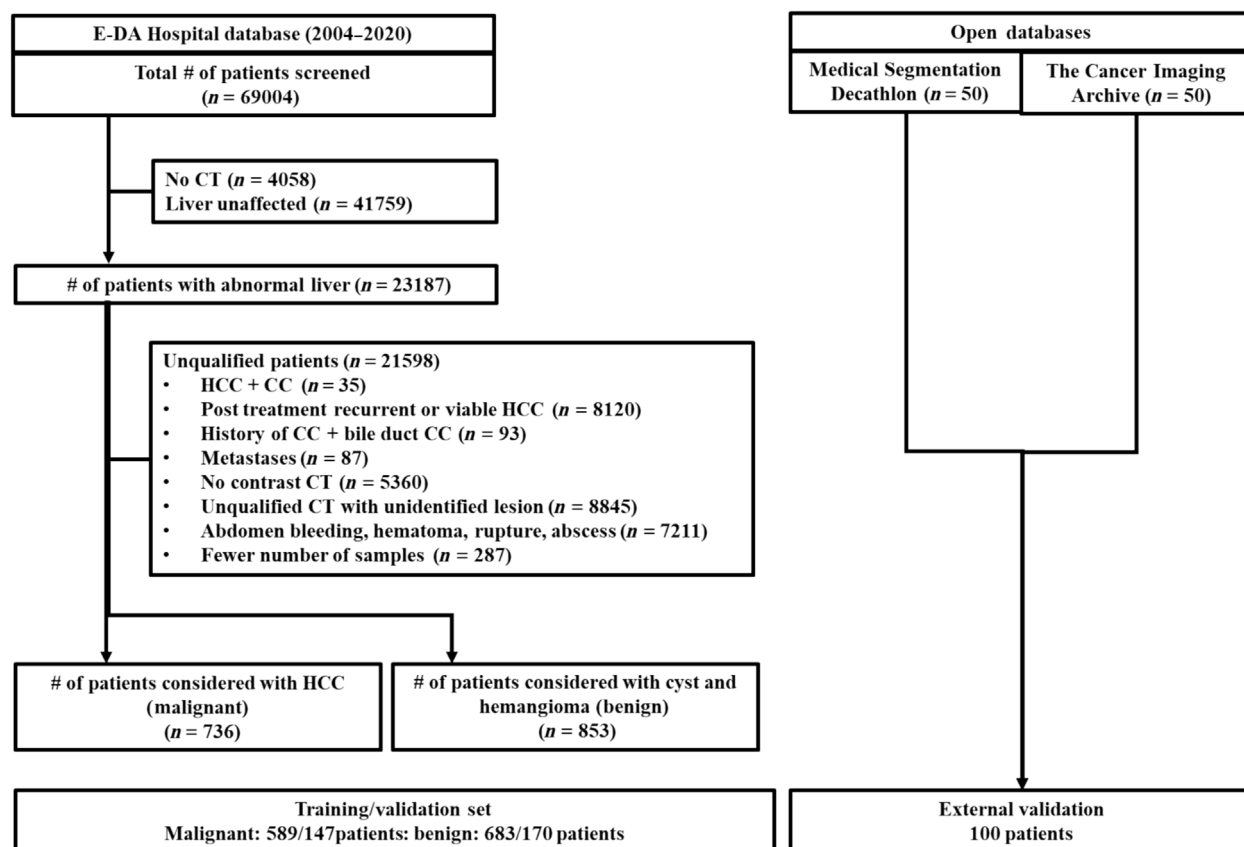 E-DA Hospital database (2004–2020)
Total # of patients screened
(n = 69004)
No CT (n = 4058)
Liver unaffected (n = 41759)
# of patients with abnormal liver (n = 23187)
Unqualified patients (n = 21598)
• HCC + CC (n = 35)
• Post treatment recurrent or viable HCC (n = 8120)
• History of CC + bile duct CC (n = 93)
• Metastases (n = 87)
• No contrast CT (n = 5360)
• Unqualified CT with unidentified lesion (n = 8845)
• Abdomen bleeding, hematoma, rupture, abscess (n = 7211)
• Fewer number of samples (n = 287)
# of patients considered with HCC
(malignant)
(n = 736)
# of patients considered with cyst and
hemangioma (benign)
(n = 853)
Training/validation set
Malignant: 589/147patients: benign: 683/170 patients
Open databases
Medical Segmentation
Decathlon (n = 50)
The Cancer Imaging
Archive (n = 50)
External validation
100 patients